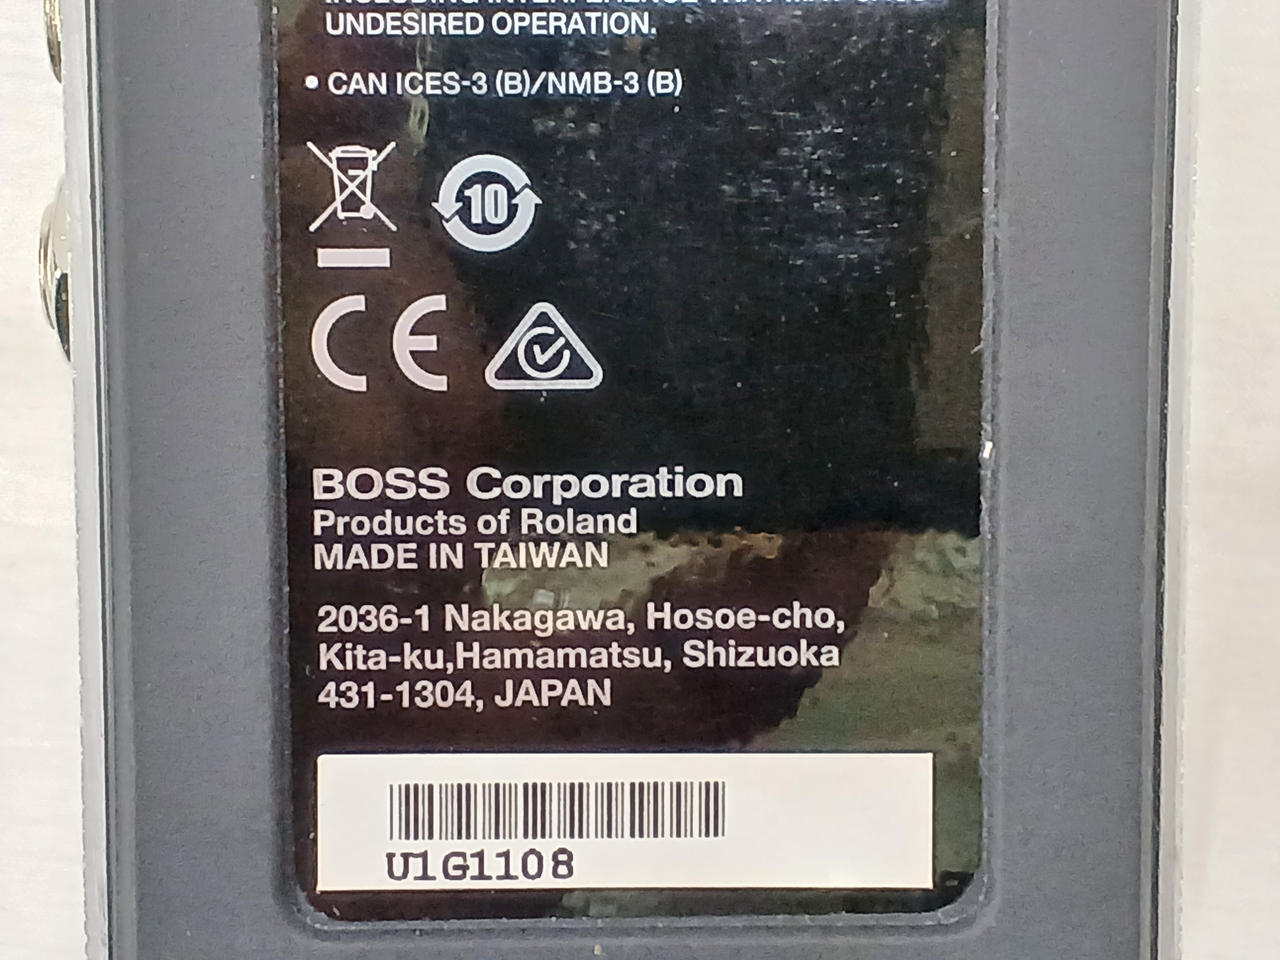 UNDESIRED OPERATION.
• CAN ICES-3 (B)/NMB-3 (B)
10
CE
BOSS Corporation
Products of Roland
MADE IN TAIWAN
2036-1 Nakagawa, Hosoe-cho,
Kita-ku,Hamamatsu, Shizuoka
431-1304, JAPAN
U1G1108